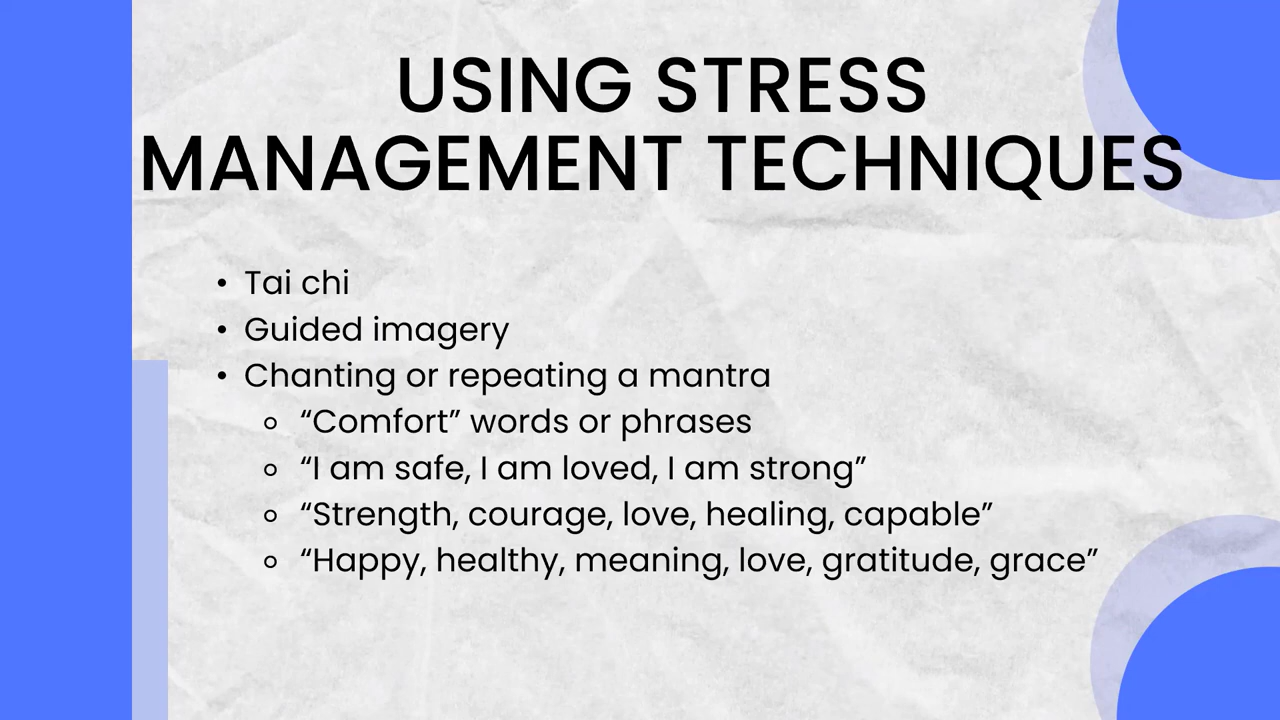 USING STRESS
MANAGEMENT TECHNIQUES
• Tai chi
• Guided imagery
• Chanting or repeating a mantra
◦ “Comfort” words or phrases
◦ “I am safe, I am loved, I am strong”
◦ “Strength, courage, love, healing, capable”
◦ “Happy, healthy, meaning, love, gratitude, grace”